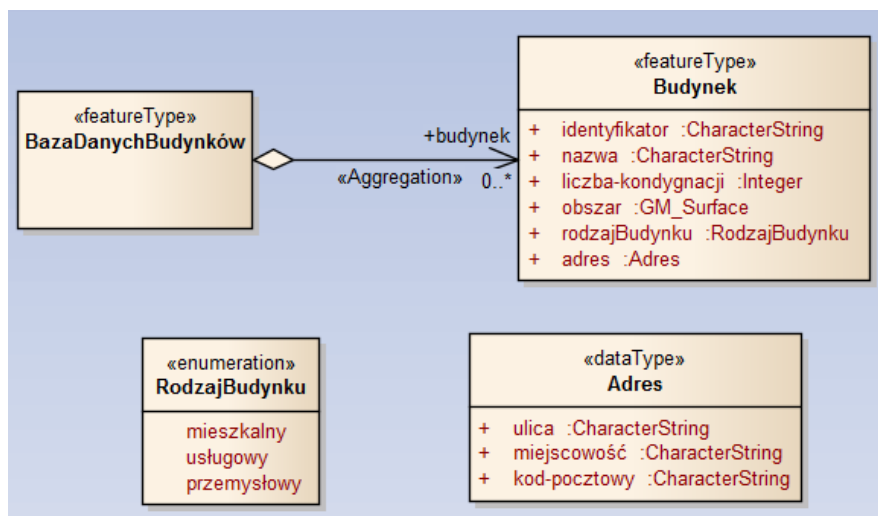 «featureType»
BazaDanychBudynków
+budynek
«Aggregation» 0..*
«featureType»
Budynek
+ identyfikator :CharacterString
+ nazwa :CharacterString
+ liczba-kondygnacji :Integer
+ obszar :GM_Surface
+ rodzajBudynku :RodzajBudynku
+ adres :Adres
«enumeration»
RodzajBudynku
mieszkalny
usługowy
przemysłowy
«dataType»
Adres
+ ulica :CharacterString
+ miejscowość :CharacterString
+ kod-pocztowy :CharacterString